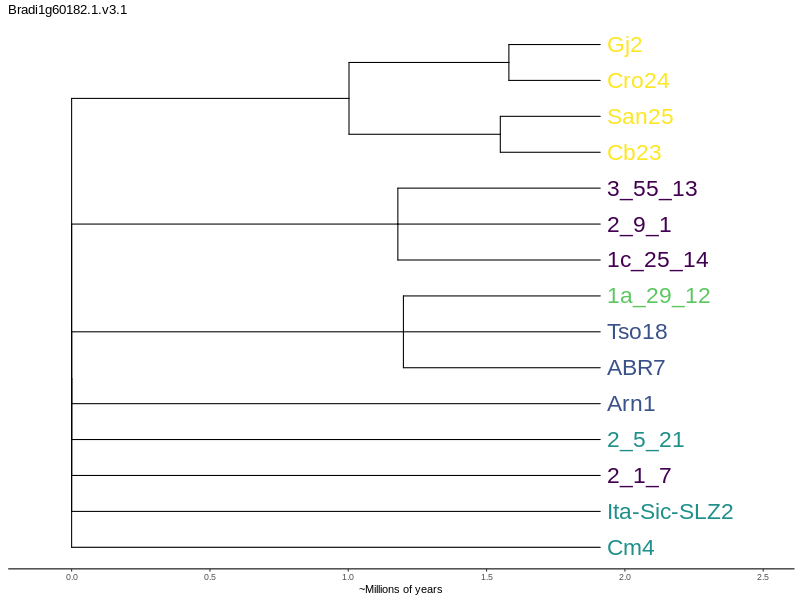 Bradi1g60182.1.v3.1
Gj2
Cro24
San25
Cb23
3_55_13
2_9_1
1c_25_14
1a_29_12
Tso18
ABR7
Arn1
2_5_21
2_1_7
Ita-Sic-SLZ2
Cm4
0.0 0.5 1.0 1.5 2.0 2.5
~Millions of years